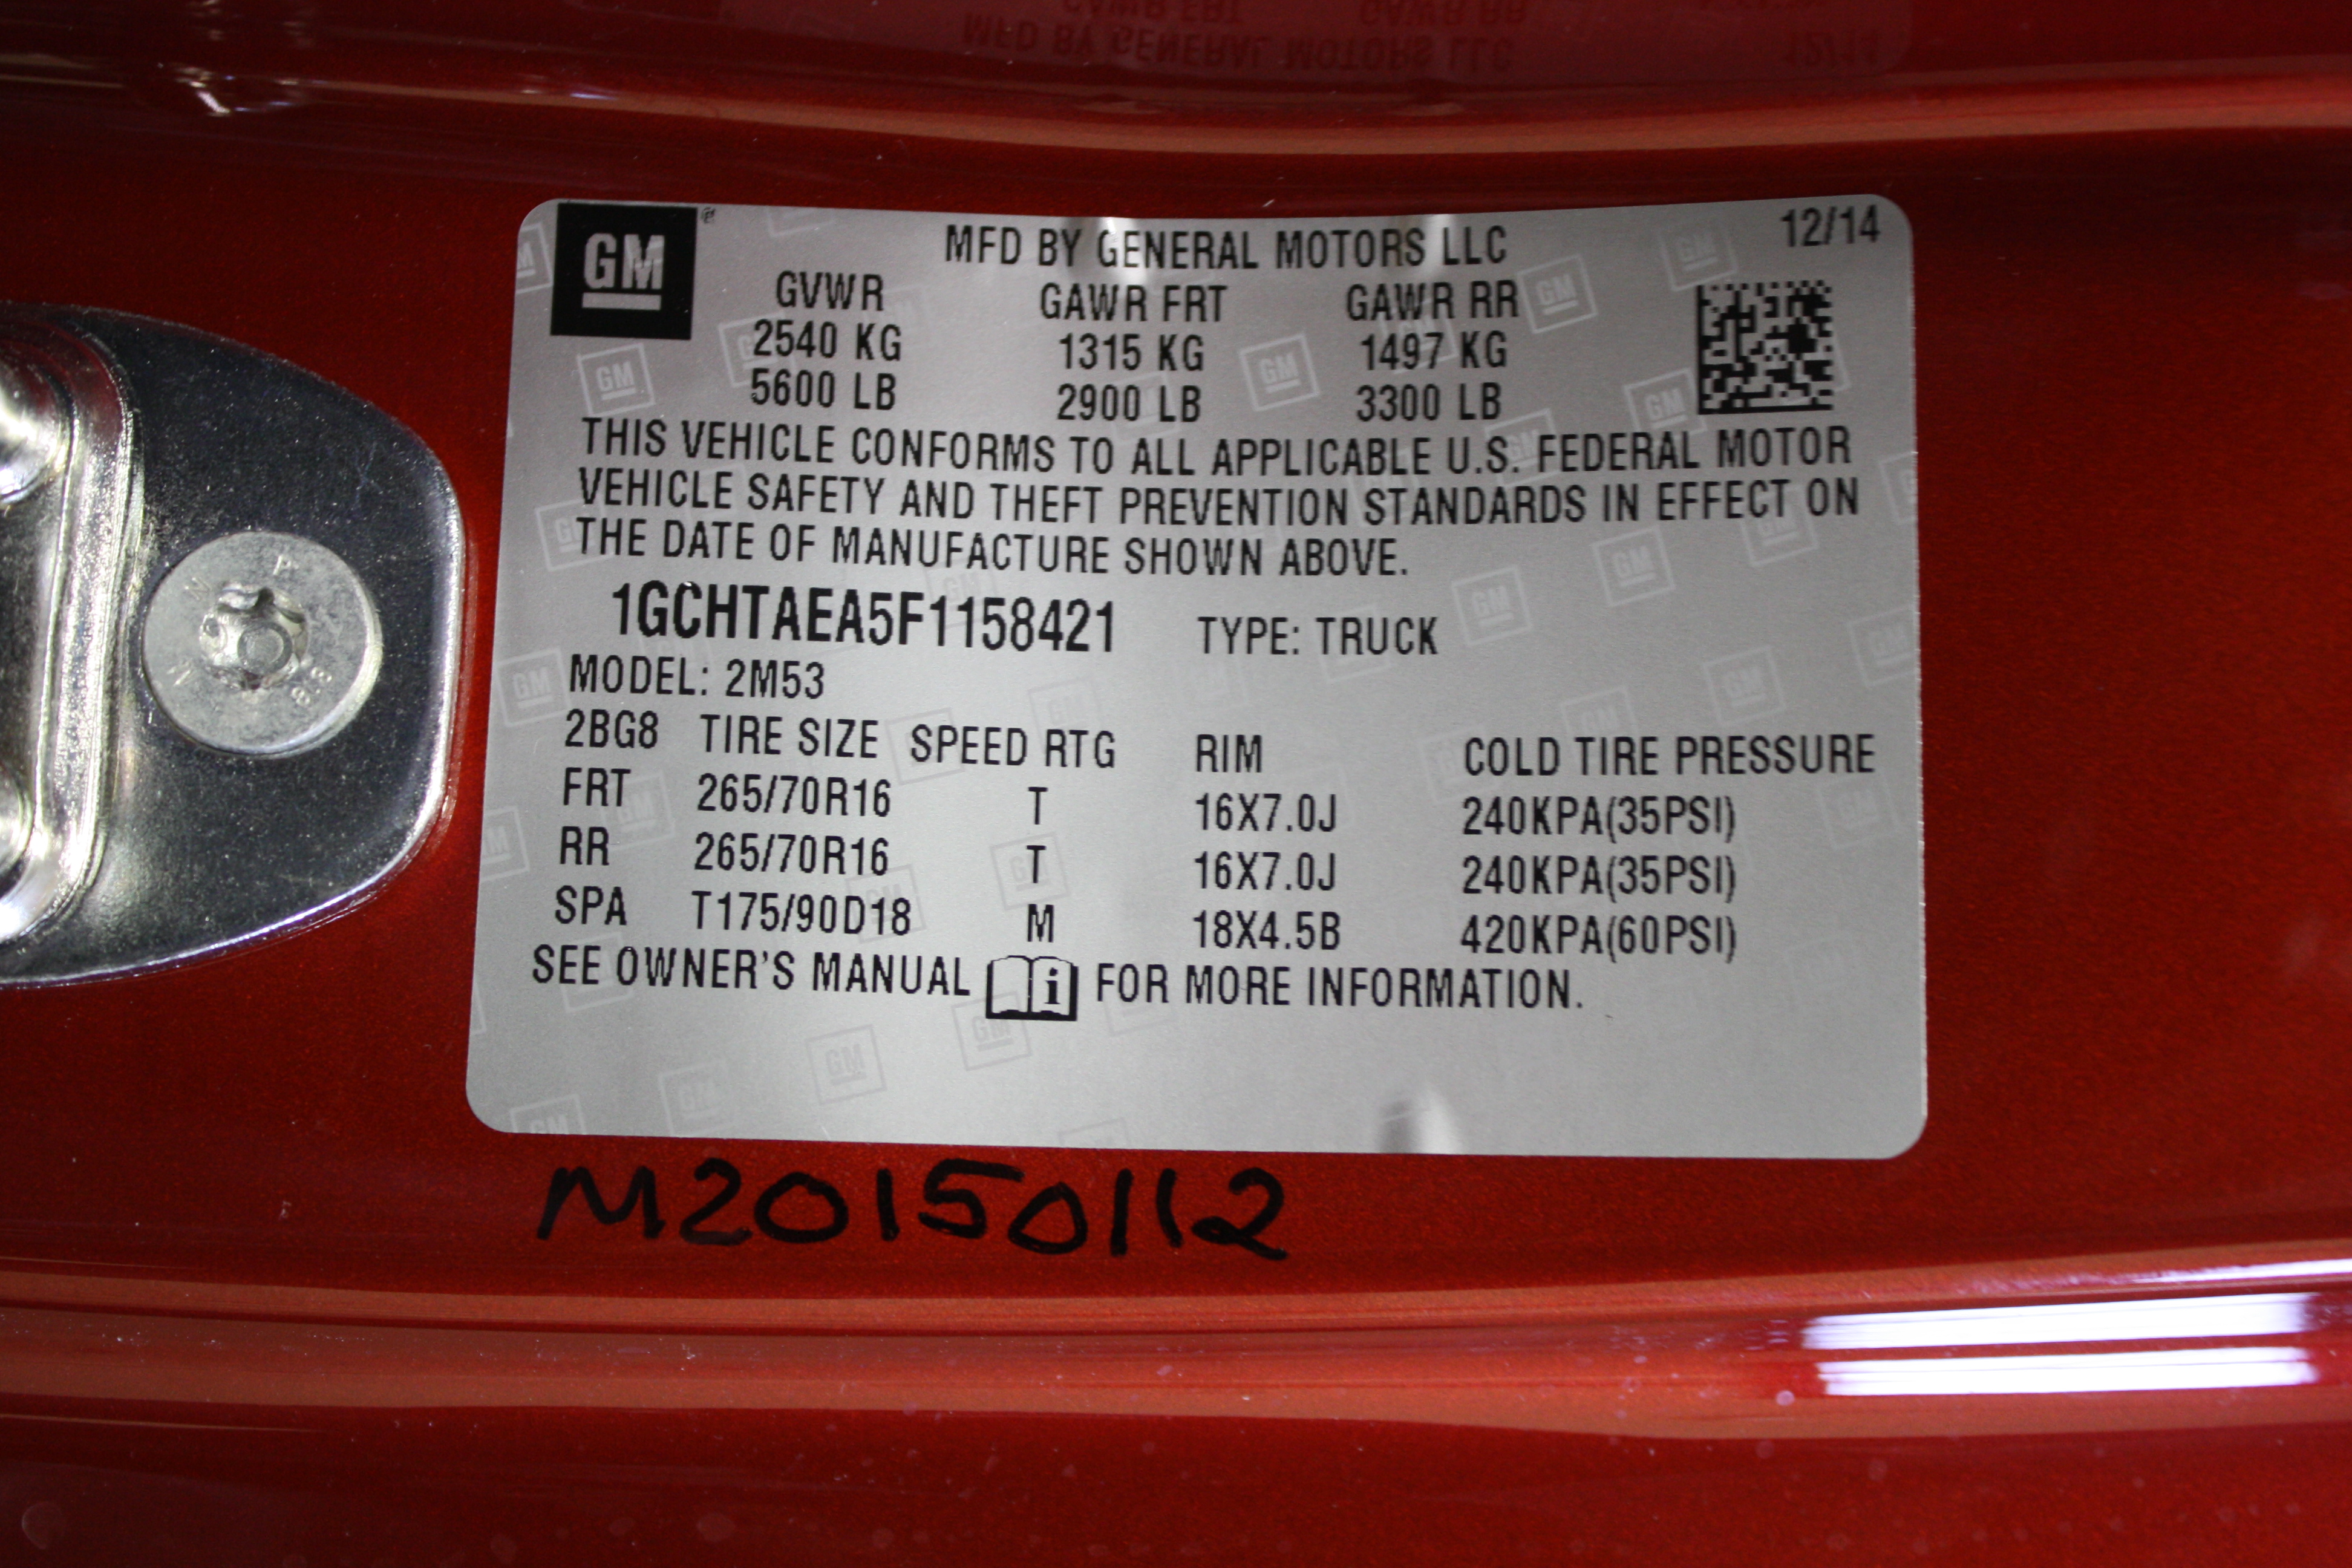 GM
MFD BY GENERAL MOTORS LLC 12/14
GVWR GAWR FRT GAWR RR
2540 KG 1315 KG 1497 KG
5600 LB 2900 LB 3300 LB
THIS VEHICLE CONFORMS TO ALL APPLICABLE U.S. FEDERAL MOTOR
VEHICLE SAFETY AND THEFT PREVENTION STANDARDS IN EFFECT ON
THE DATE OF MANUFACTURE SHOWN ABOVE.
1GCHTAEA5F1158421 TYPE: TRUCK
MODEL: 2M53
2BG8 TIRE SIZE SPEED RTG RIM COLD TIRE PRESSURE
FRT 265/70R16 T 16X7.0J 240KPA(35PSI)
RR 265/70R16 T 16X7.0J 240KPA(35PSI)
SPA T175/90D18 M 18X4.5B 420KPA(60PSI)
SEE OWNER'S MANUAL i FOR MORE INFORMATION.
M20150112